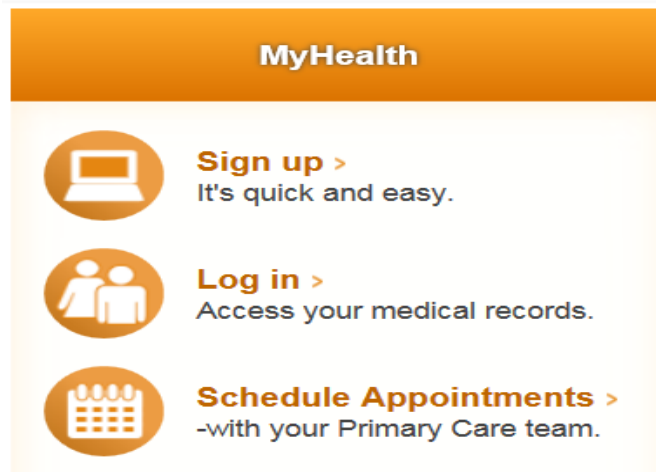 MyHealth
Sign up >
It's quick and easy.
Log in >
Access your medical records.
Schedule Appointments >
-with your Primary Care team.